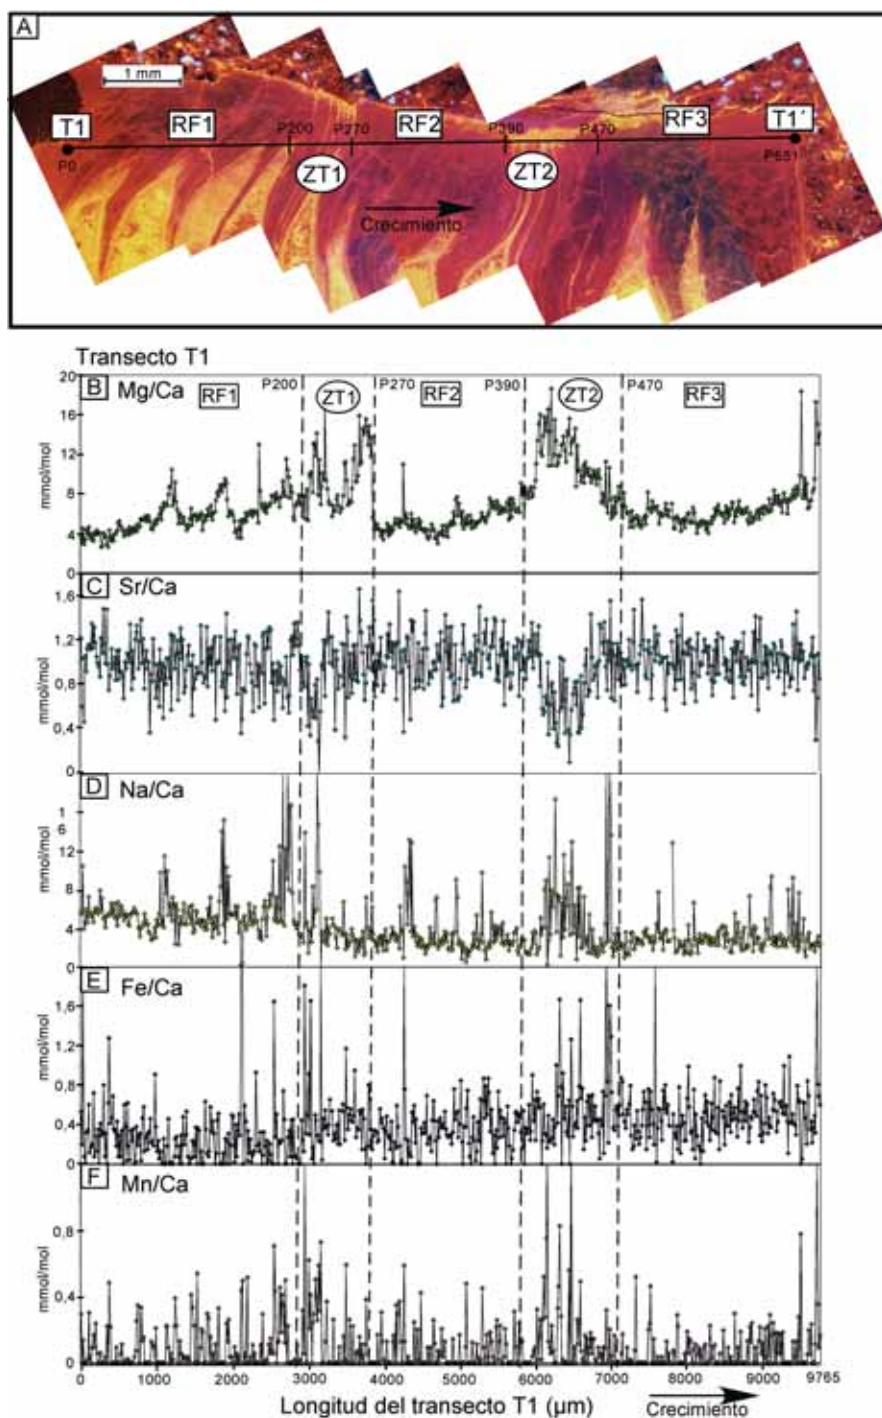 A
1 mm
T1 RF1 P200 P270 RF2 P390 P470 RF3 T1´
P0 ZT1 ZT2 P651
Crecimiento
Transecto T1
B Mg/Ca RF1 P200 ZT1 P270 RF2 P390 ZT2 P470 RF3
20
16
12
8
4
0
mmol/mol
C Sr/Ca
1,6
1,2
0,8
0,4
0
mmol/mol
D Na/Ca
1
6
12
8
4
0
mmol/mol
E Fe/Ca
1,6
1,2
0,8
0,4
0
mmol/mol
F Mn/Ca
0,8
0,4
0
mmol/mol
0 1000 2000 3000 4000 5000 6000 7000 8000 9000 9765
Longitud del transecto T1 (µm) Crecimiento